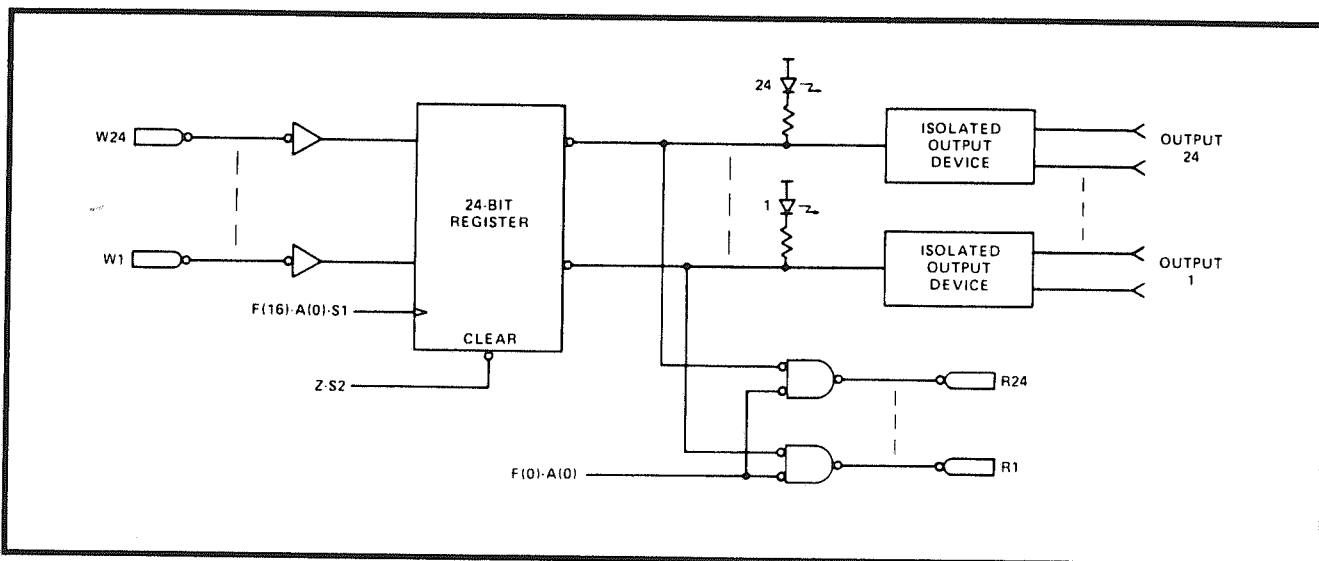 24
W24
ISOLATED
OUTPUT
DEVICE
OUTPUT
24
24-BIT
REGISTER
1
W1
ISOLATED
OUTPUT
DEVICE
OUTPUT
1
F(16)·A(0)·S1
CLEAR
Z·S2
R24
F(0)·A(0)
R1